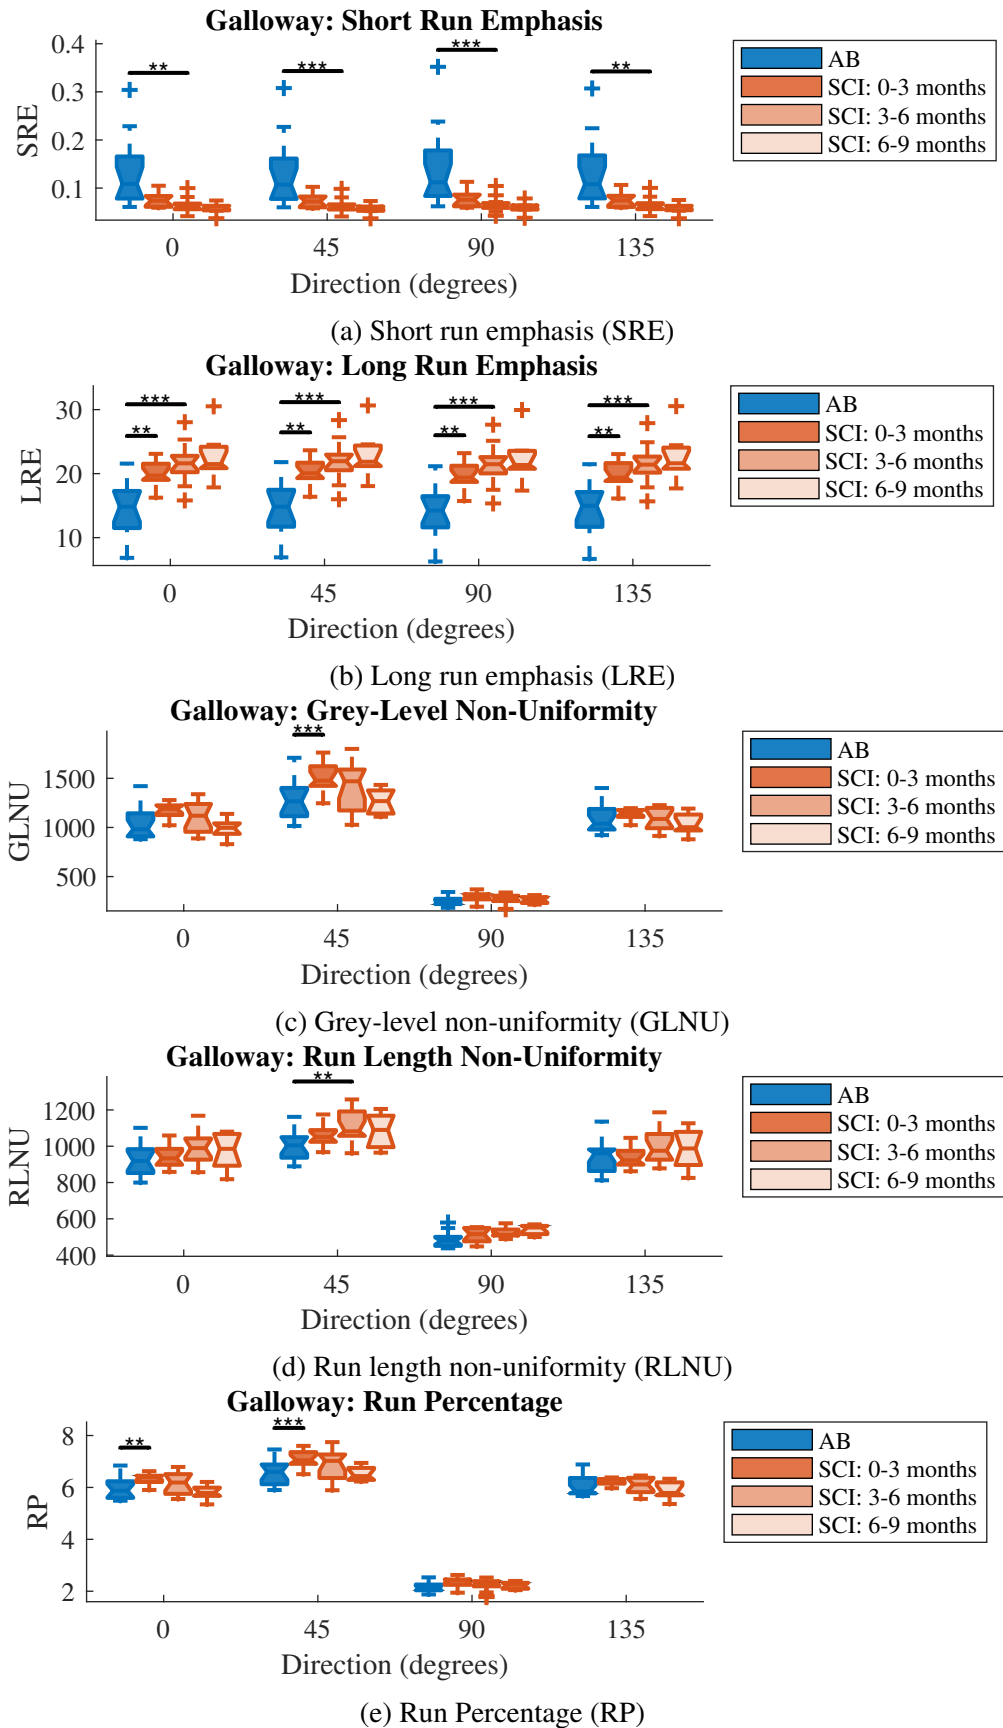 Galloway: Short Run Emphasis
0.4
0.3
0.2
0.1
SRE
** *** *** **
0 45 90 135
Direction (degrees)
AB
SCI: 0-3 months
SCI: 3-6 months
SCI: 6-9 months
(a) Short run emphasis (SRE)
Galloway: Long Run Emphasis
30
20
10
LRE
*** *** *** ***
** ** ** **
0 45 90 135
Direction (degrees)
AB
SCI: 0-3 months
SCI: 3-6 months
SCI: 6-9 months
(b) Long run emphasis (LRE)
Galloway: Grey-Level Non-Uniformity
1500
1000
500
GLNU
***
0 45 90 135
Direction (degrees)
AB
SCI: 0-3 months
SCI: 3-6 months
SCI: 6-9 months
(c) Grey-level non-uniformity (GLNU)
Galloway: Run Length Non-Uniformity
1200
1000
800
600
400
RLNU
**
0 45 90 135
Direction (degrees)
AB
SCI: 0-3 months
SCI: 3-6 months
SCI: 6-9 months
(d) Run length non-uniformity (RLNU)
Galloway: Run Percentage
8
6
4
2
RP
** ***
0 45 90 135
Direction (degrees)
AB
SCI: 0-3 months
SCI: 3-6 months
SCI: 6-9 months
(e) Run Percentage (RP)